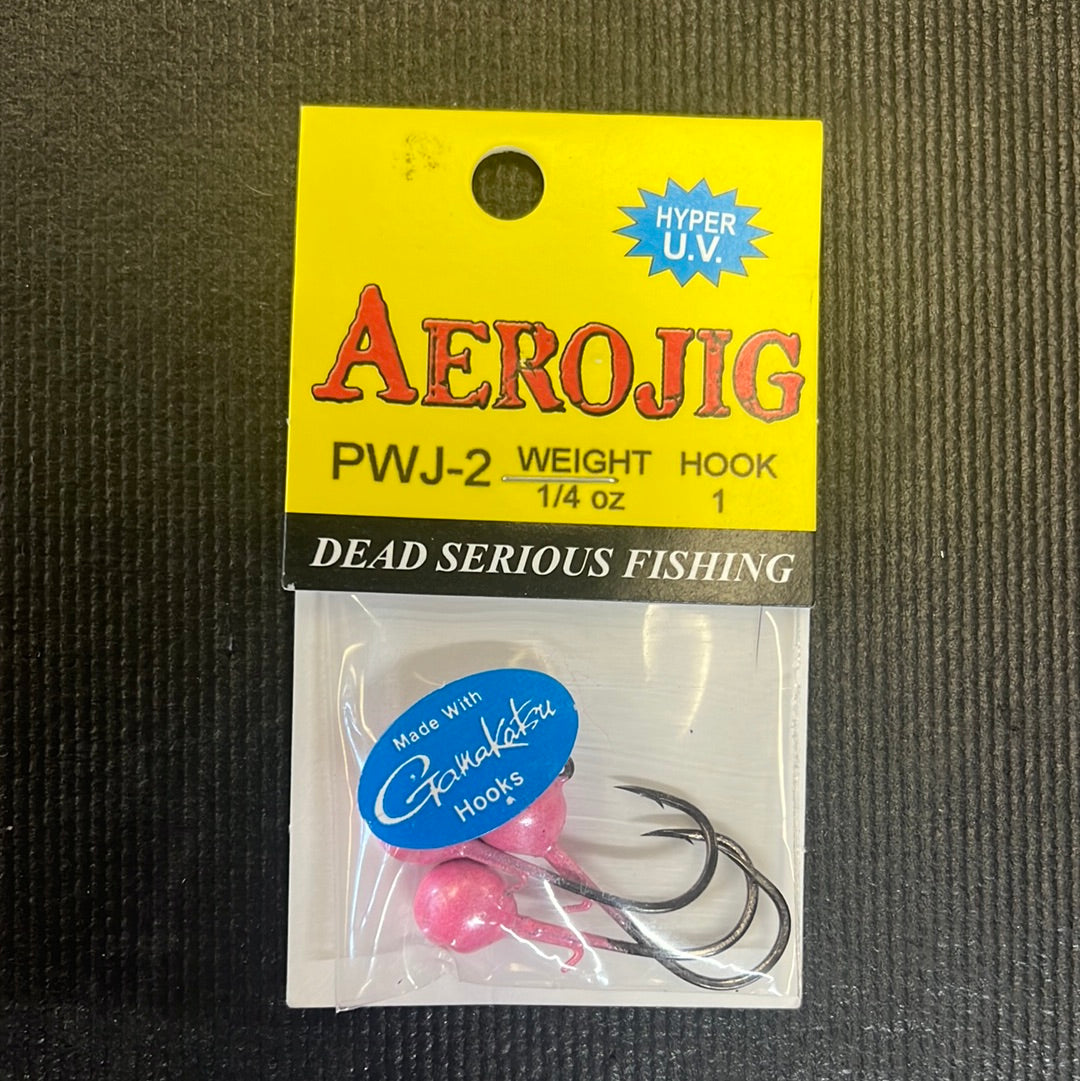 HYPER
U.V.
AEROJIG
PWJ-2 WEIGHT HOOK
1/4 oz 1
DEAD SERIOUS FISHING
Made With
Gamakatsu
Hooks